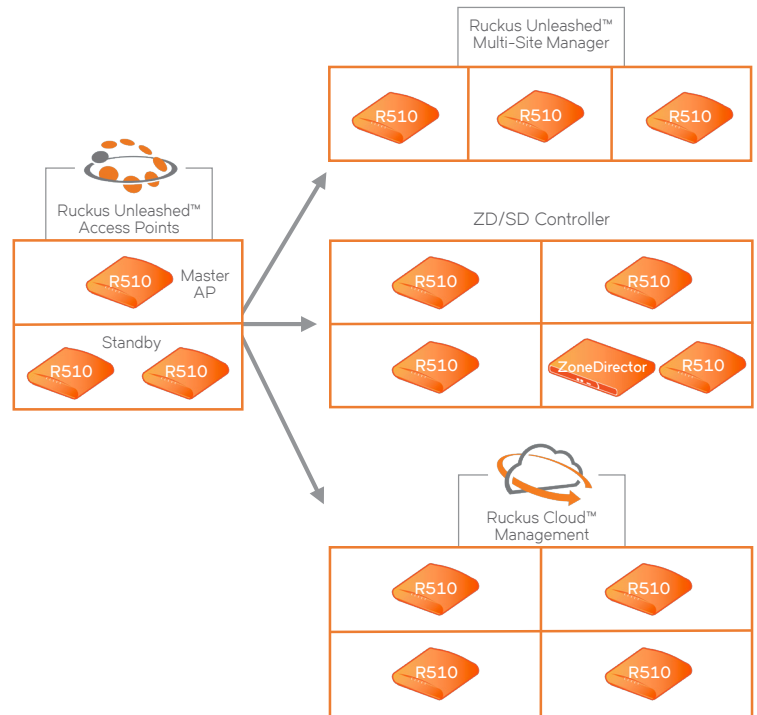 Ruckus Unleashed™
Multi-Site Manager
R510
R510
R510
Ruckus Unleashed™
Access Points
R510
Master
AP
Standby
R510
R510
ZD/SD Controller
R510
R510
R510
ZoneDirector
R510
Ruckus Cloud™
Management
R510
R510
R510
R510